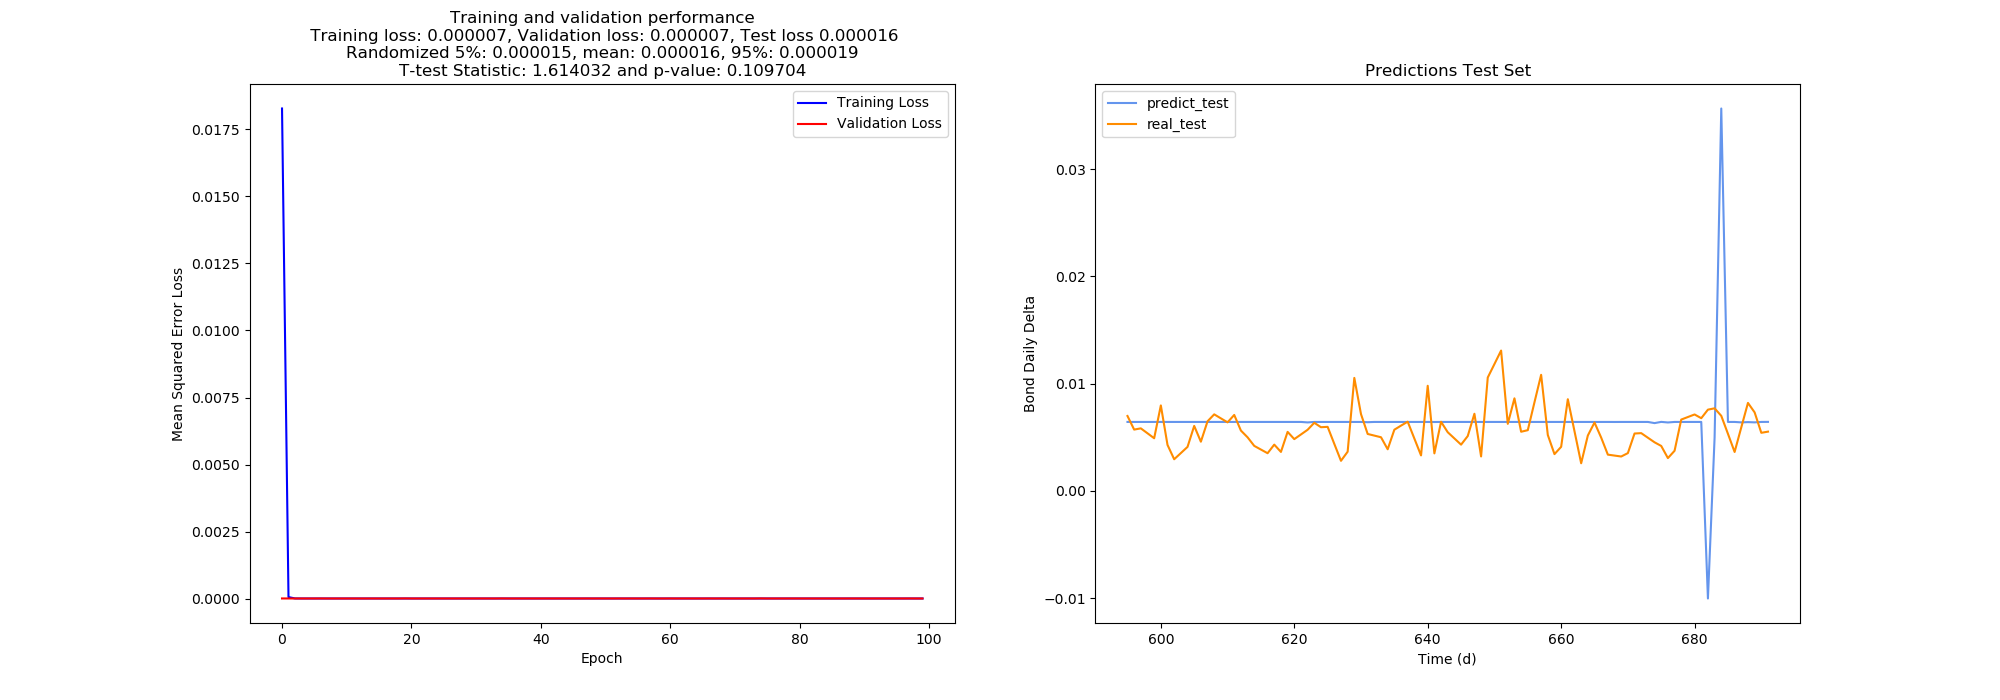 Training and validation performance
Training loss: 0.000007, Validation loss: 0.000007, Test loss 0.000016
Randomized 5%: 0.000015, mean: 0.000016, 95%: 0.000019
T-test Statistic: 1.614032 and p-value: 0.109704
Training Loss
Validation Loss
0.0175
0.0150
0.0125
0.0100
0.0075
0.0050
0.0025
0.0000
Mean Squared Error Loss
0
20
40
60
80
100
Epoch
Predictions Test Set
predict_test
real_test
0.03
0.02
0.01
0.00
−0.01
Bond Daily Delta
600
620
640
660
680
Time (d)